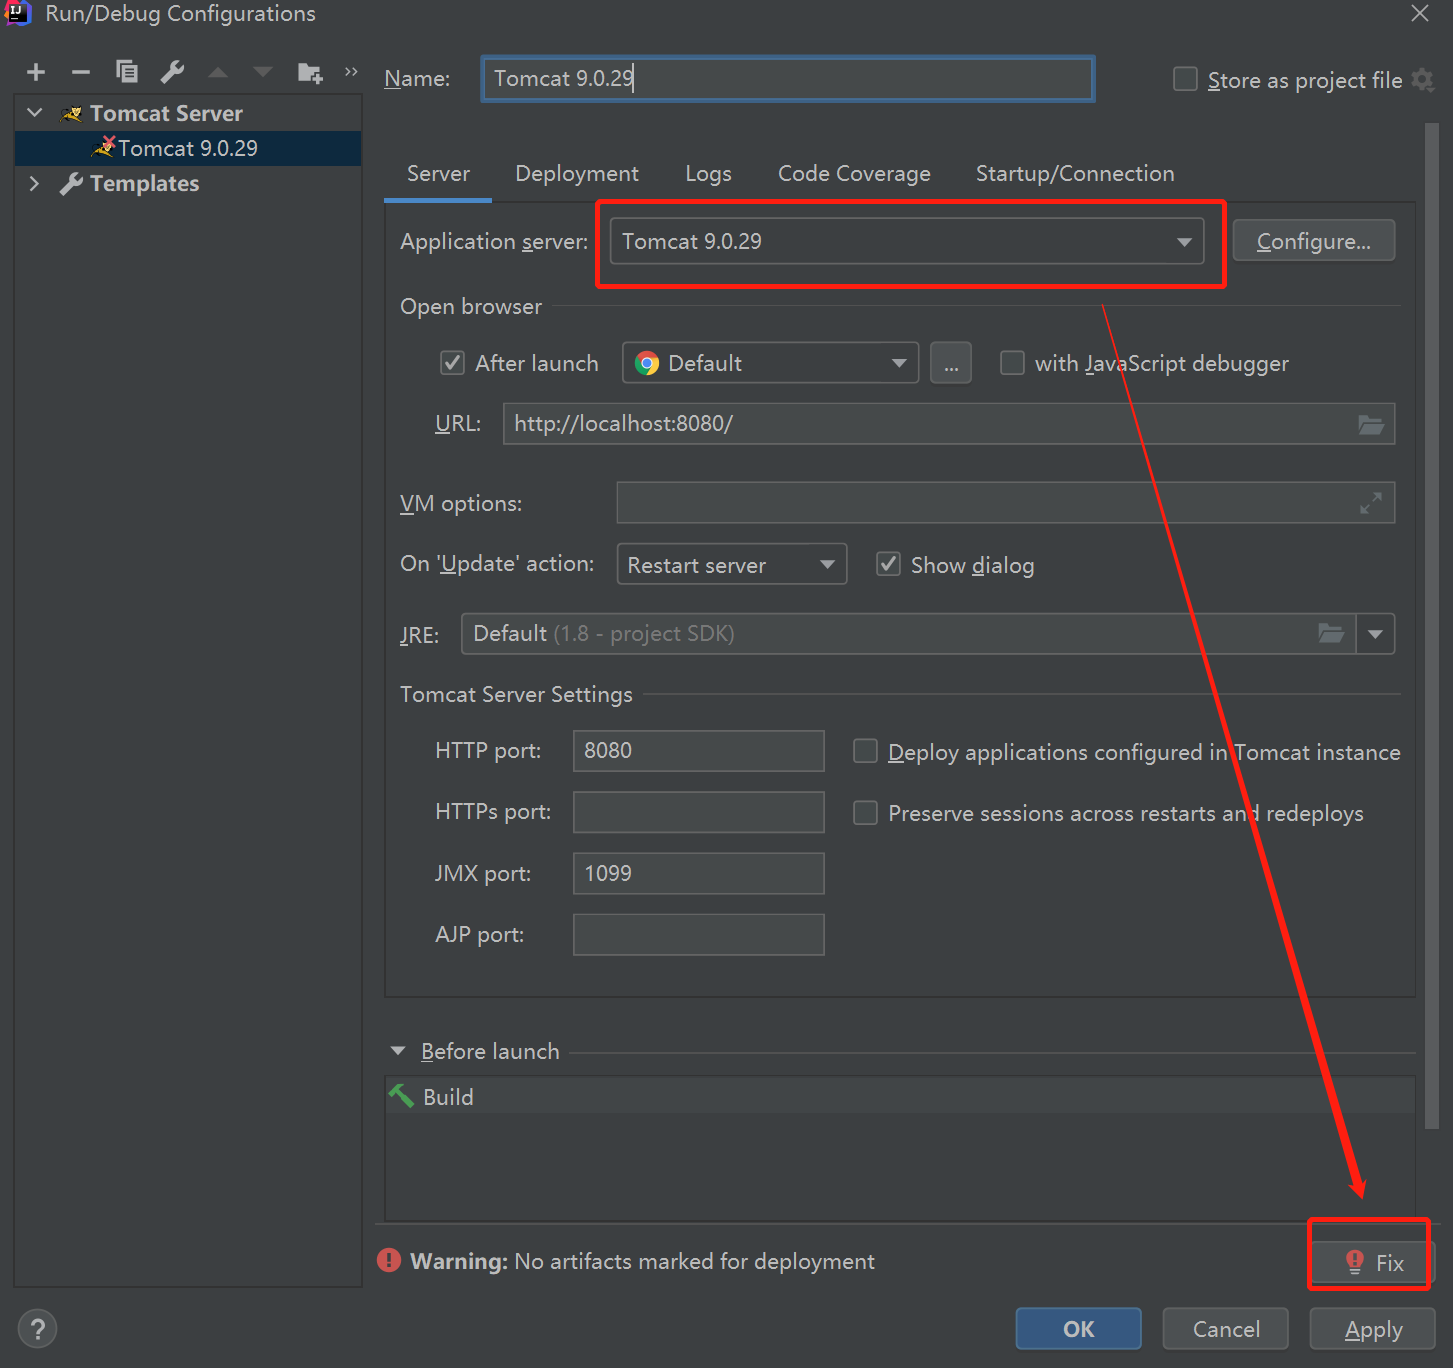 Run/Debug Configurations
Name: Tomcat 9.0.29 Store as project file
Tomcat Server
Tomcat 9.0.29
Templates
Server Deployment Logs Code Coverage Startup/Connection
Application server: Tomcat 9.0.29 Configure...
Open browser
After launch Default ... with JavaScript debugger
URL: http://localhost:8080/
VM options:
On 'Update' action: Restart server Show dialog
JRE: Default (1.8 - project SDK)
Tomcat Server Settings
HTTP port: 8080 Deploy applications configured in Tomcat instance
HTTPs port: Preserve sessions across restarts and redeploys
JMX port: 1099
AJP port:
Before launch
Build
Warning: No artifacts marked for deployment Fix
? OK Cancel Apply